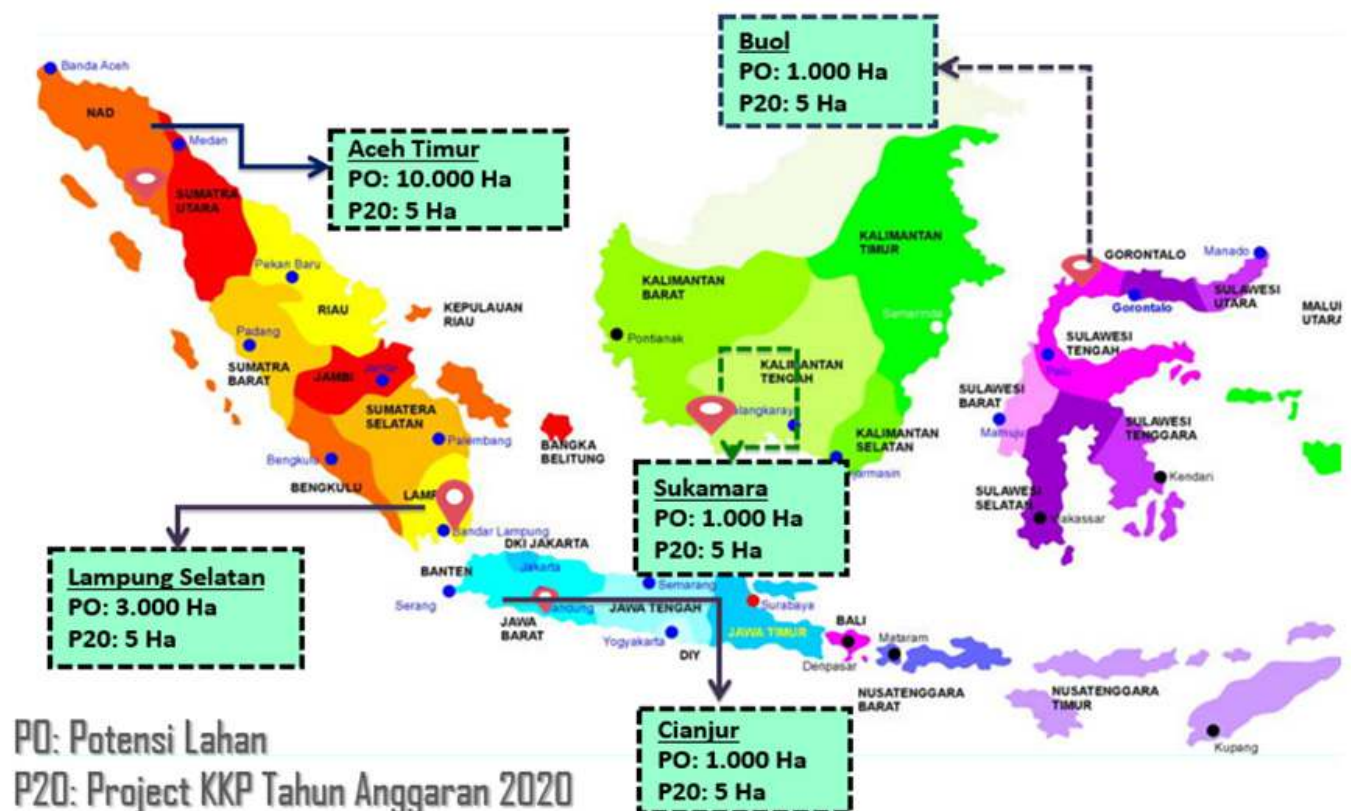 Buol
PO: 1.000 Ha
P20: 5 Ha
Banda Aceh
NAD
Medan
Aceh Timur
PO: 10.000 Ha
P20: 5 Ha
SUMATRA
UTARA
Pekan Baru
RIAU
KEPULAUAN
RIAU
Padang
SUMATRA
BARAT
JAMBI
SUMATERA
SELATAN
Palembang
BANGKA
BELITUNG
Bengkulu
BENGKULU
Bandar Lampung
KALIMANTAN
TIMUR
KALIMANTAN
BARAT
Samarinda
Pontianak
KALIMANTAN
TENGAH
KALIMANTAN
SELATAN
GORONTALO
Manado
SULAWESI
UTARA
Gorontalo
MALU
UTARA
SULAWESI
TENGAH
Palu
SULAWESI
BARAT
Mamuju
SULAWESI
TENGGARA
Kendari
SULAWESI
SELATAN
Sukamara
PO: 1.000 Ha
P20: 5 Ha
Lampung Selatan
PO: 3.000 Ha
P20: 5 Ha
DKI JAKARTA
Jakarta
BANTEN
Serang
JAWA
BARAT
JAWA TENGAH
Semarang
Yogyakarta
DIY
Surabaya
JAWA TIMUR
BALI
Denpasar
Mataram
NUSATENGGARA
BARAT
NUSATENGGARA
TIMUR
Kupang
Cianjur
PO: 1.000 Ha
P20: 5 Ha
PO: Potensi Lahan
P20: Project KKP Tahun Anggaran 2020